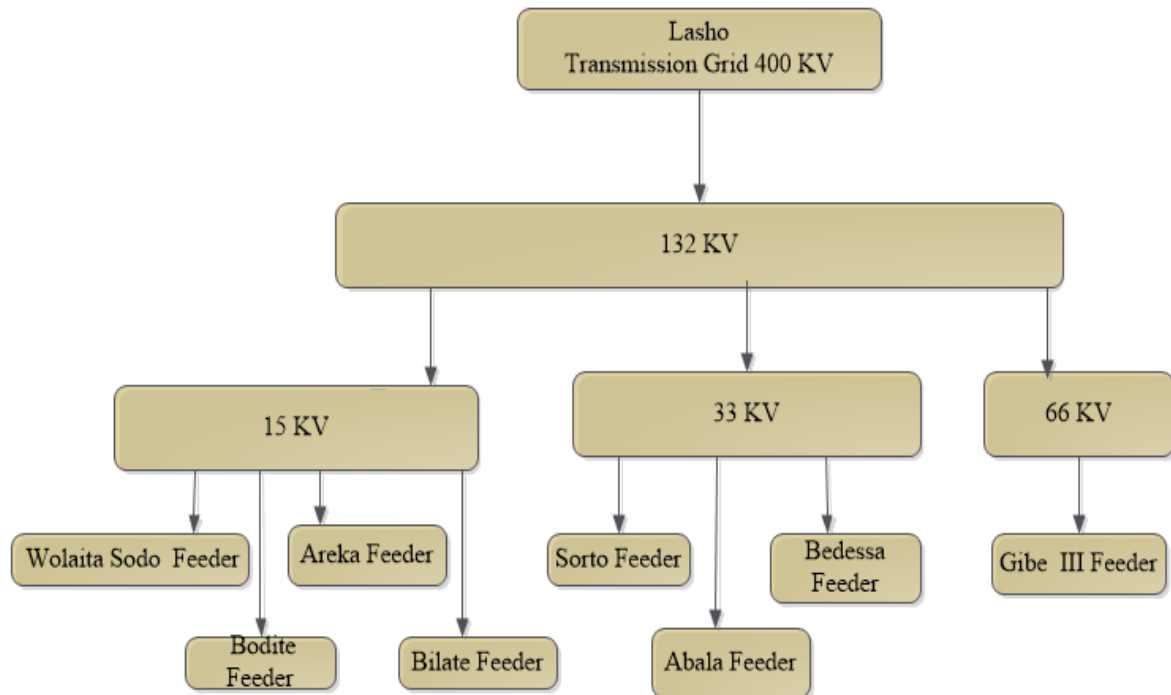 Lasho
Transmission Grid 400 KV
132 KV
15 KV
33 KV
66 KV
Wolaita Sodo Feeder
Areka Feeder
Sorto Feeder
Bedessa
Feeder
Gibe III Feeder
Bodite
Feeder
Bilate Feeder
Abala Feeder